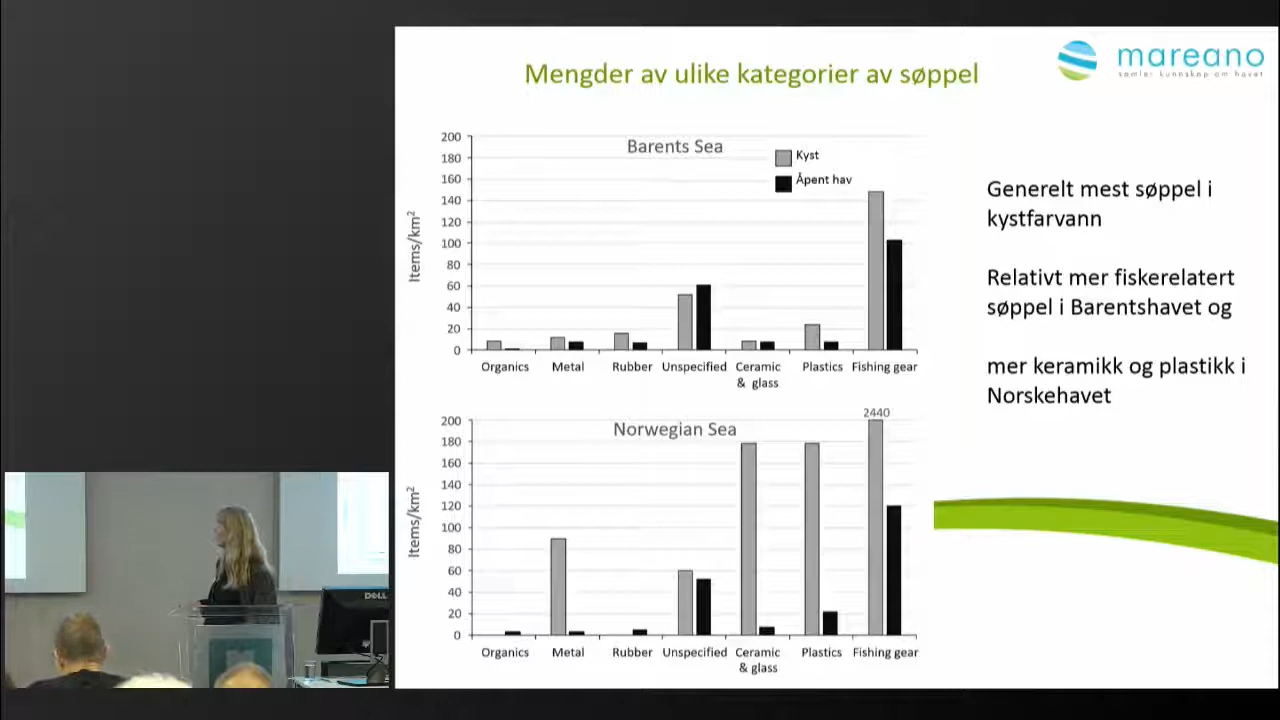 mareano
samler kunnskap om havet
Mengder av ulike kategorier av søppel
Barents Sea
Kyst
Åpent hav
Items/km²
200
180
160
140
120
100
80
60
40
20
0
Organics
Metal
Rubber
Unspecified
Ceramic
& glass
Plastics
Fishing gear
Norwegian Sea
2440
Items/km²
200
180
160
140
120
100
80
60
40
20
0
Organics
Metal
Rubber
Unspecified
Ceramic
& glass
Plastics
Fishing gear
Generelt mest søppel i
kystfarvann
Relativt mer fiskerelatert
søppel i Barentshavet og
mer keramikk og plastikk i
Norskehavet
DELL